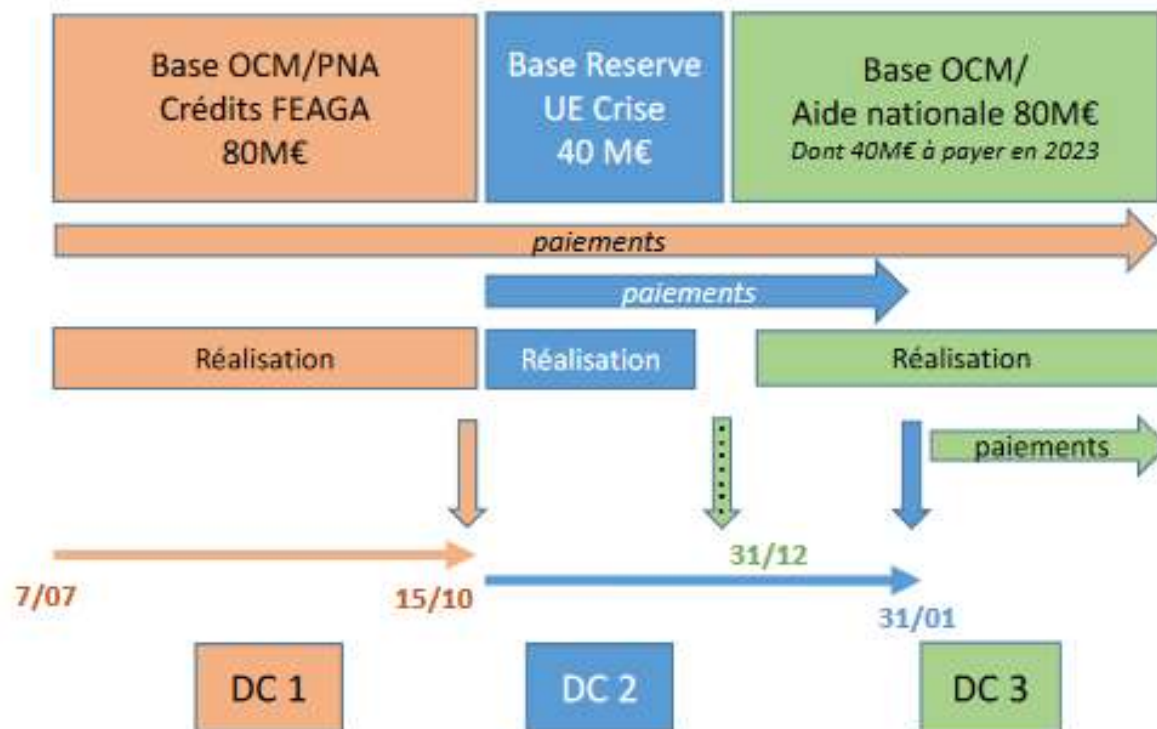 Base OCM/PNA
Crédits FEAGA
80M€
Base Reserve
UE Crise
40 M€
Base OCM/
Aide nationale 80M€
Dont 40M€ à payer en 2023
paiements
paiements
Réalisation
Réalisation
Réalisation
paiements
31/12
7/07
15/10
31/01
DC 1
DC 2
DC 3